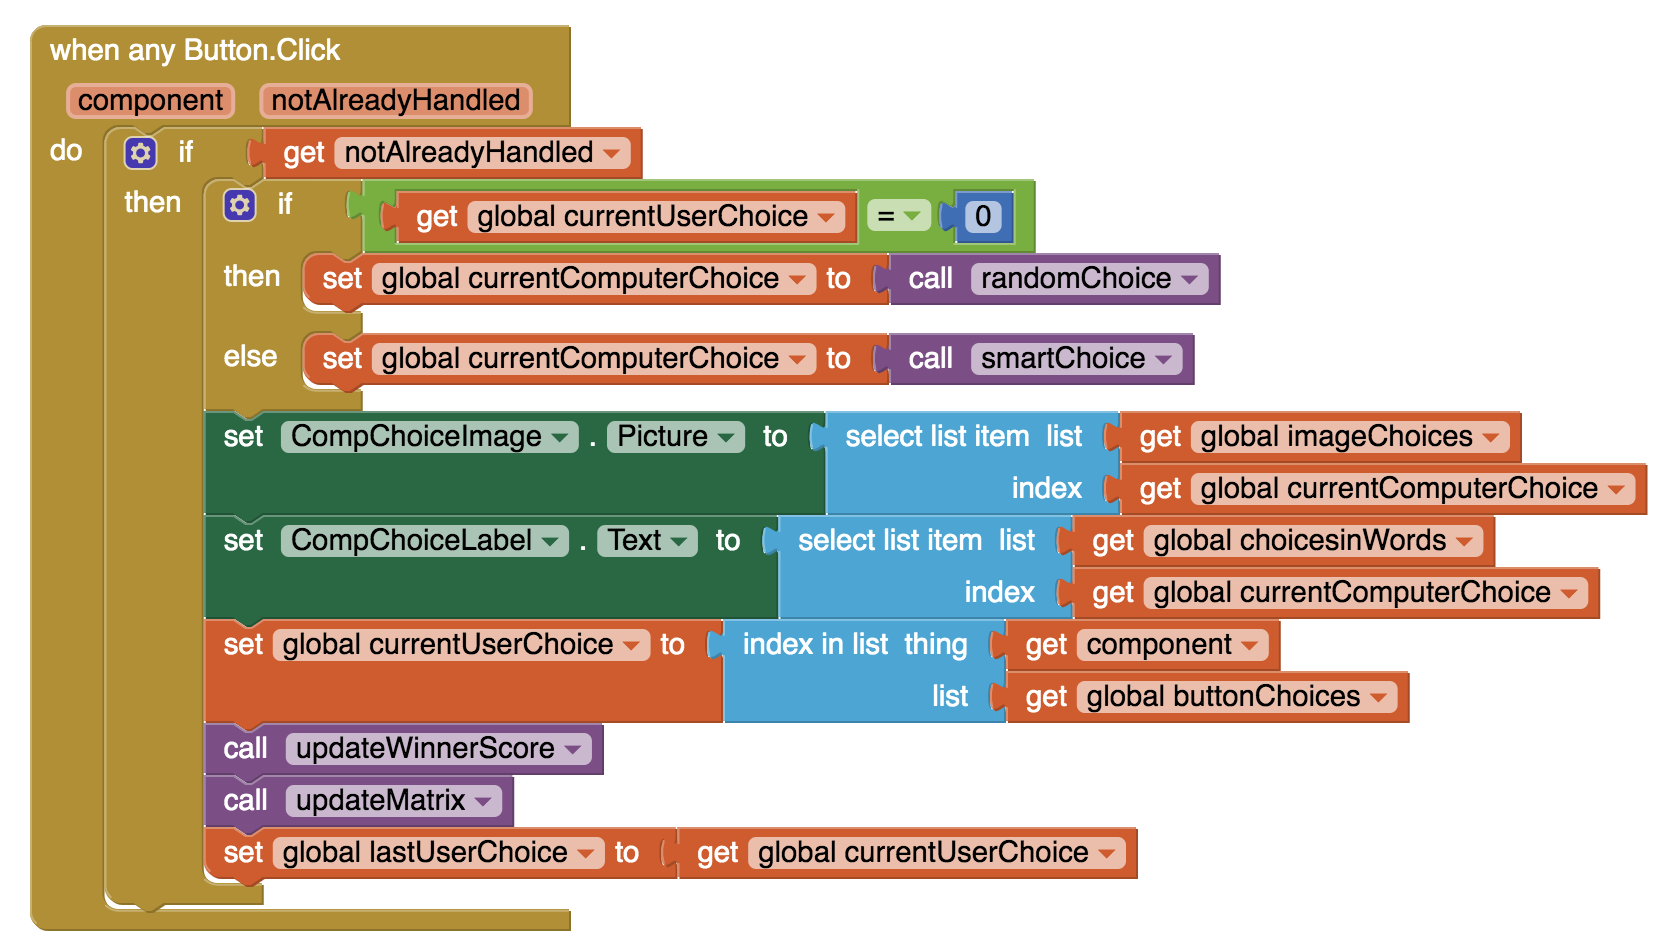 when any Button.Click
component notAlreadyHandled
do if get notAlreadyHandled
then if get global currentUserChoice = 0
then set global currentComputerChoice to call randomChoice
else set global currentComputerChoice to call smartChoice
set CompChoiceImage . Picture to select list item list get global imageChoices
index get global currentComputerChoice
set CompChoiceLabel . Text to select list item list get global choicesinWords
index get global currentComputerChoice
set global currentUserChoice to index in list thing get component
list get global buttonChoices
call updateWinnerScore
call updateMatrix
set global lastUserChoice to get global currentUserChoice